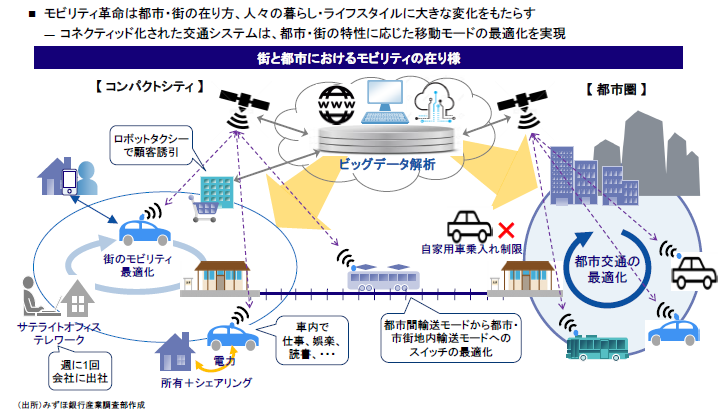 ■ モビリティ革命は都市・街の在り方、人々の暮らし・ライフスタイルに大きな変化をもたらす
― コネクティッド化された交通システムは、都市・街の特性に応じた移動モードの最適化を実現
街と都市におけるモビリティの在り様
【 コンパクトシティ 】
【 都市圏 】
WWW
ロボットタクシー
で顧客誘引
ビッグデータ解析
自家用車乗入れ制限
街のモビリティ
最適化
都市交通の
最適化
サテライトオフィス
テレワーク
週に1回
会社に出社
電力
所有+シェアリング
車内で
仕事、娯楽、
読書、・・・
都市間輸送モードから都市・
市街地内輸送モードへの
スイッチの最適化
(出所)みずほ銀行産業調査部作成